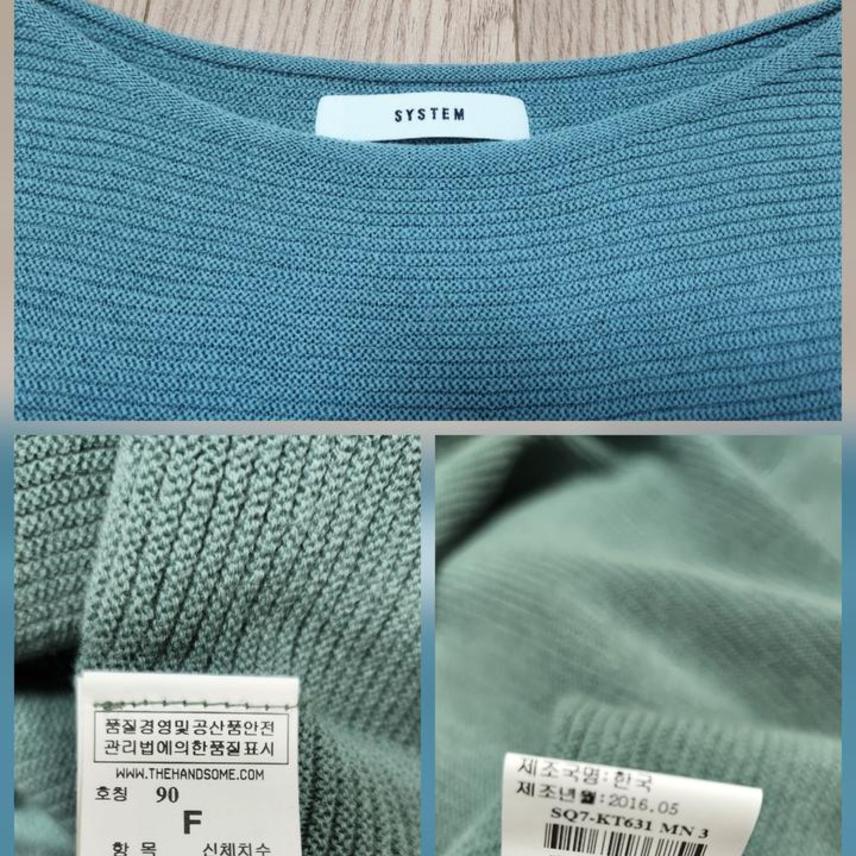 SYSTEM
품질경영및공산품안전
관리법에의한품질표시
WWW.THEHANDSOME.COM
호칭 90
F
항 목 신체치수
제조국명:한국
제조년월:2016.05
SQ7-KT631 MN 3